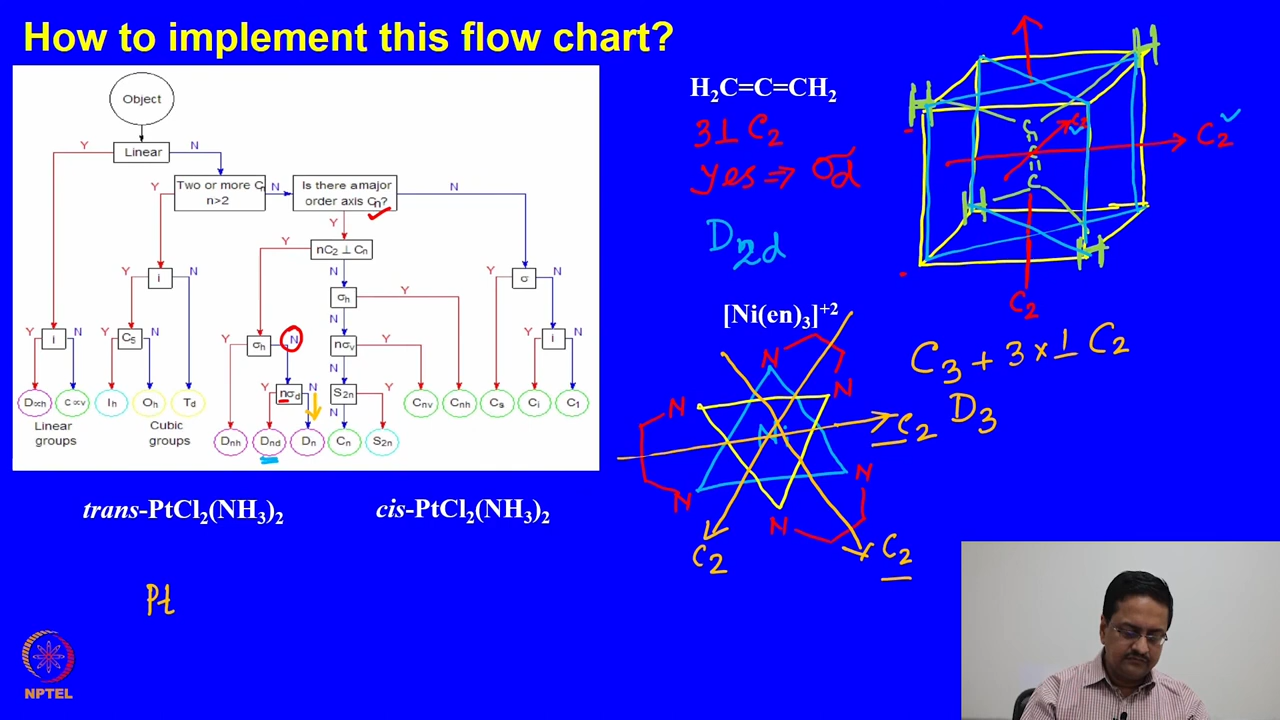 How to implement this flow chart?
Object
Linear
Y
N
Two or more Cn
n>2
Is there amajor
order axis Cn?
Y
N
N
Y
nC2 ⊥ Cn
Y
N
i
Y
N
σh
Y
N
σ
Y
N
i
Y
N
C5
Y
N
σh
Y
N
nσv
Y
N
i
Y
N
nσd
Y
N
S2n
Y
N
D∝h
C∝v
Ih
Oh
Td
Cnv
Cnh
Cs
Ci
C1
Linear
groups
Cubic
groups
Dnh
Dnd
Dn
Cn
S2n
trans-PtCl2(NH3)2
cis-PtCl2(NH3)2
Pt
NPTEL
H2C=C=CH2
3⊥C2
yes ⇒ σd
D2d
H
H
C
C2
C2
C
C
H
H
C2
[Ni(en)3]+2
C3 + 3×⊥ C2
D3
N
N
N
Ni
C2
N
N
N
C2
C2